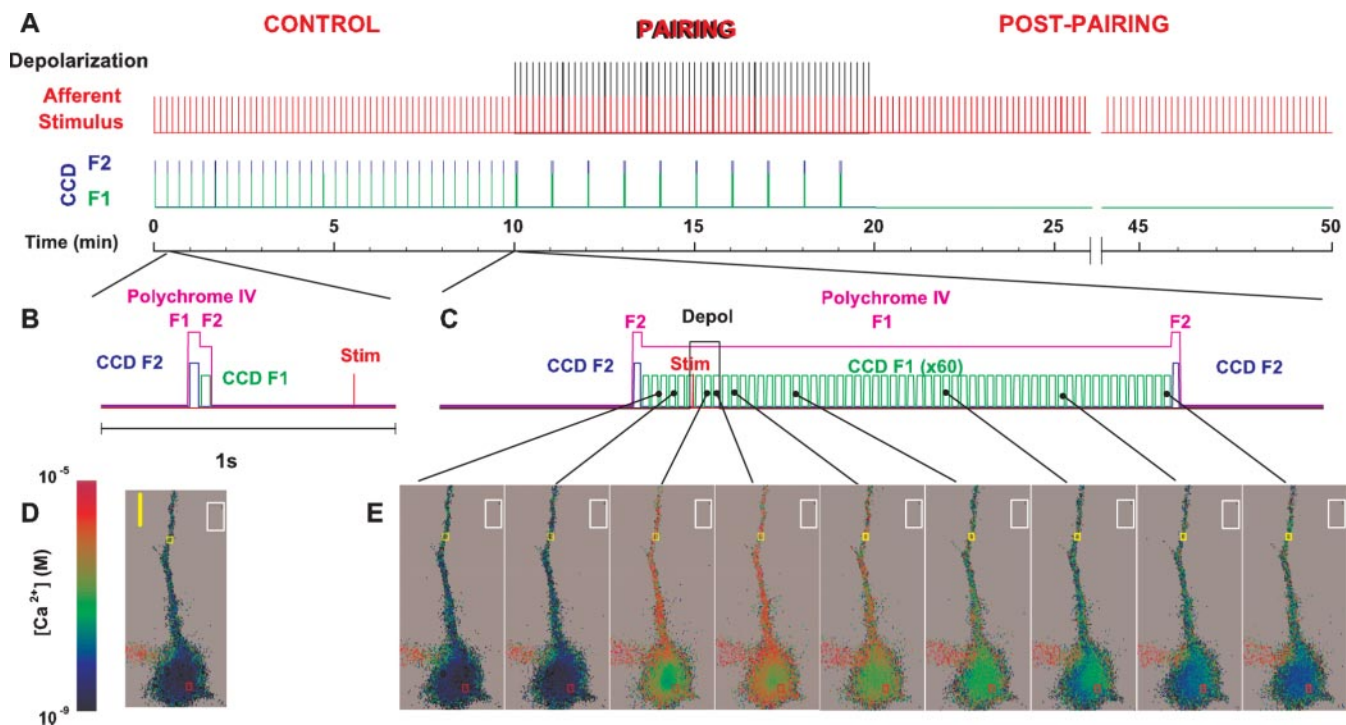 A
CONTROL
PAIRING
POST-PAIRING
Depolarization
Afferent
Stimulus
CCD
F2
F1
Time (min)
0 5 10 15 20 25 45 50
B
Polychrome IV
F1 F2
CCD F2
CCD F1
Stim
1s
C
Polychrome IV
F2
Depol
F1
F2
CCD F2
Stim
CCD F1 (x60)
CCD F2
D
10⁻⁵
[Ca²⁺] (M)
10⁻⁹
E